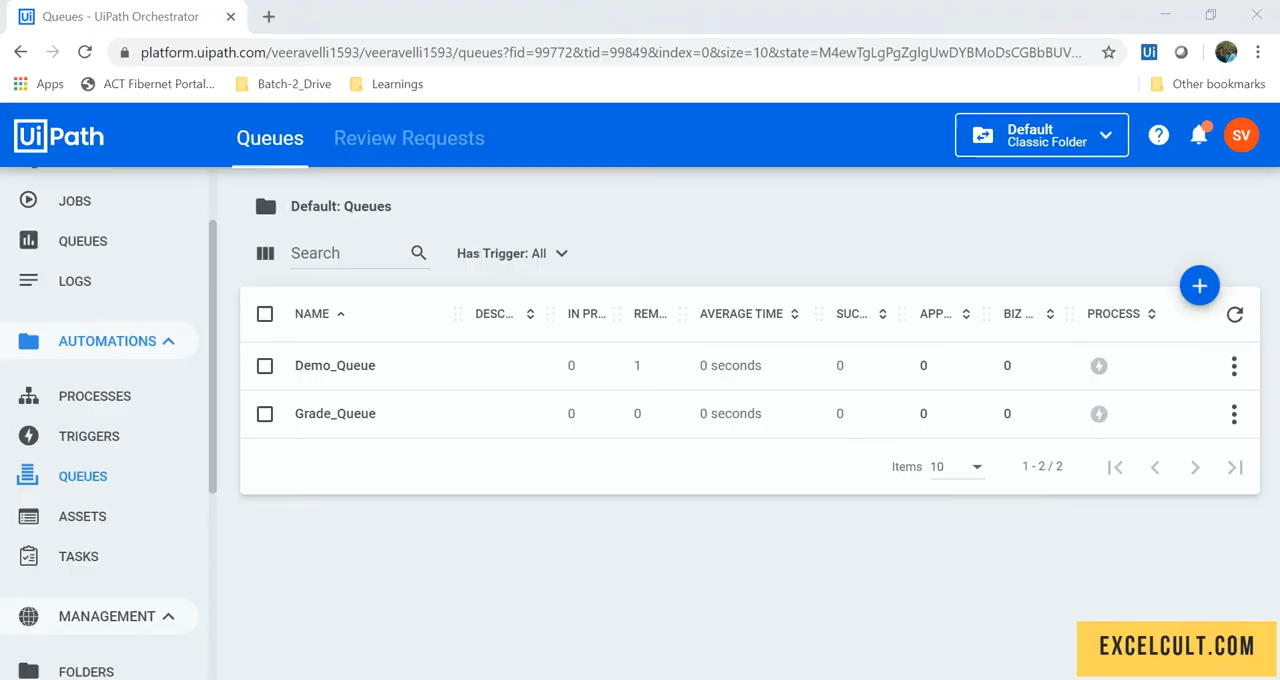 Queues - UiPath Orchestrator
platform.uipath.com/veeravelli1593/veeravelli1593/queues?fid=99772&tid=99849&index=0&size=10&state=M4ewTgLgPgZglgUwDYBMoDsCGBbBUV...
Apps ACT Fibernet Portal... Batch-2_Drive Learnings Other bookmarks
UiPath Queues Review Requests Default
Classic Folder
SV
JOBS
QUEUES
LOGS
AUTOMATIONS
PROCESSES
TRIGGERS
QUEUES
ASSETS
TASKS
MANAGEMENT
FOLDERS
Default: Queues
Search Has Trigger: All
NAME DESC... IN PR... REM... AVERAGE TIME SUC... APP... BIZ ... PROCESS
Demo_Queue 0 1 0 seconds 0 0 0
Grade_Queue 0 0 0 seconds 0 0 0
Items 10 1 - 2 / 2
EXCELCULT.COM